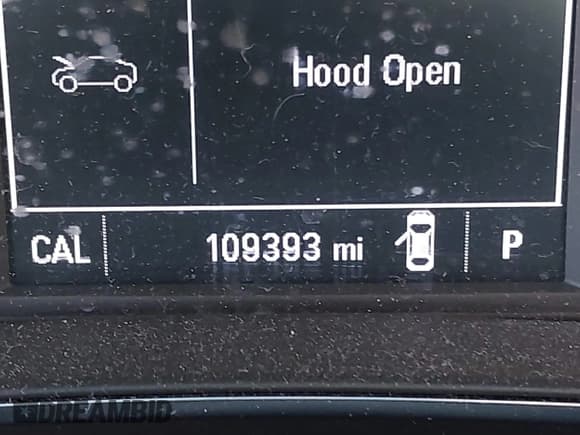 Hood Open
CAL 109393 mi P
DREAMBID